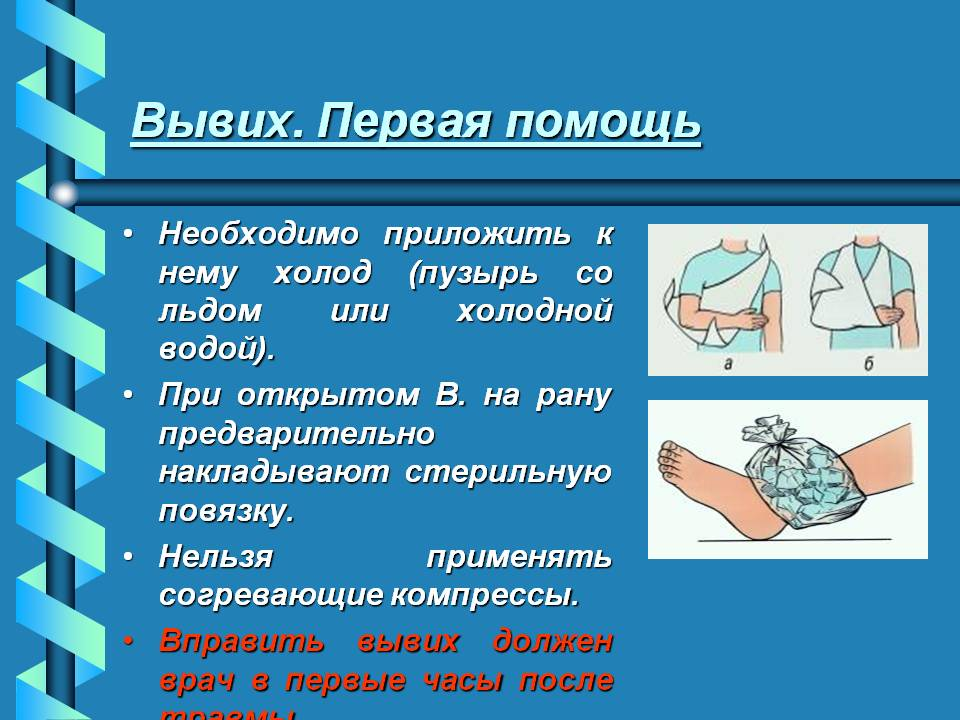 Вывих. Первая помощь
• Необходимо приложить к
нему холод (пузырь со
льдом или холодной
водой).
• При открытом В. на рану
предварительно
накладывают стерильную
повязку.
• Нельзя применять
согревающие компрессы.
• Вправить вывих должен
врач в первые часы после
травмы
а
б